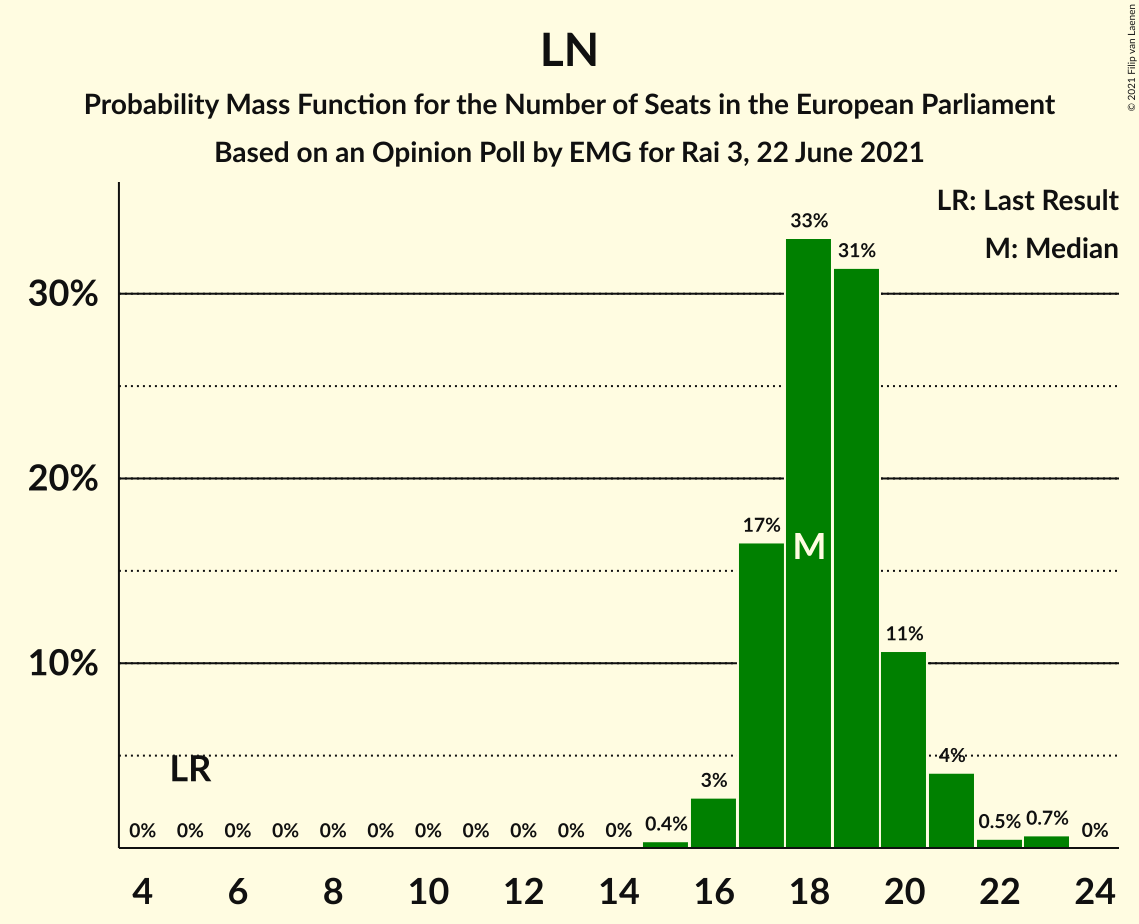 LN
Probability Mass Function for the Number of Seats in the European Parliament
Based on an Opinion Poll by EMG for Rai 3, 22 June 2021
© 2021 Filip van Laenen
LR: Last Result
M: Median
30%
20%
10%
33%
31%
17%
M
11%
4%
LR
3%
0% 0% 0% 0% 0% 0% 0% 0% 0% 0% 0% 0.4% 0.5% 0.7% 0%
4 6 8 10 12 14 16 18 20 22 24